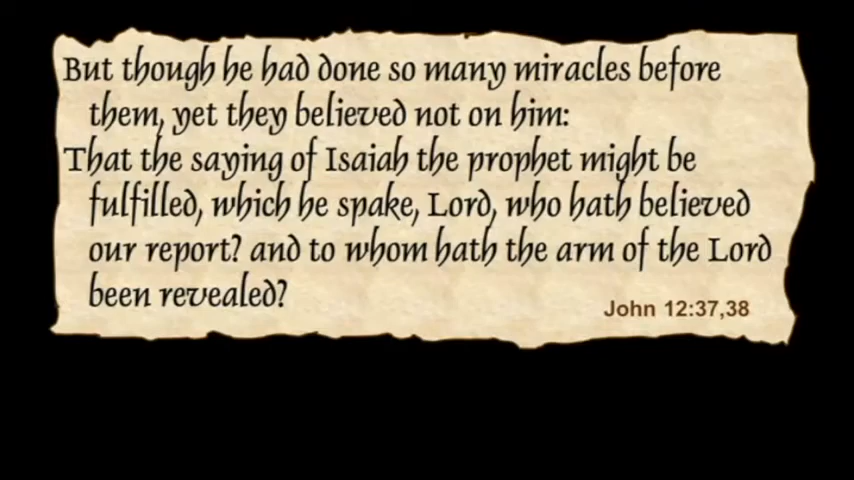 But though he had done so many miracles before
them, yet they believed not on him:
That the saying of Isaiah the prophet might be
fulfilled, which he spake, Lord, who hath believed
our report? and to whom hath the arm of the Lord
been revealed?
John 12:37,38